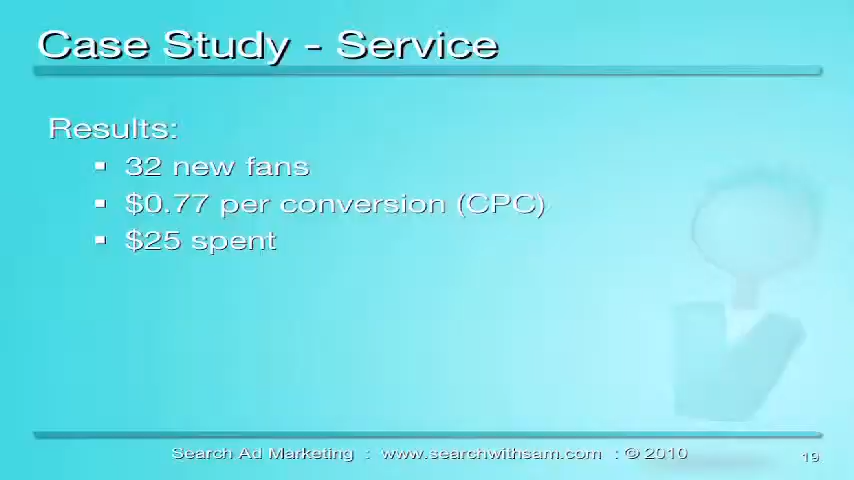 Case Study - Service
Results:
▪ 32 new fans
▪ $0.77 per conversion (CPC)
▪ $25 spent
Search Ad Marketing : www.searchwithsam.com : © 2010
19